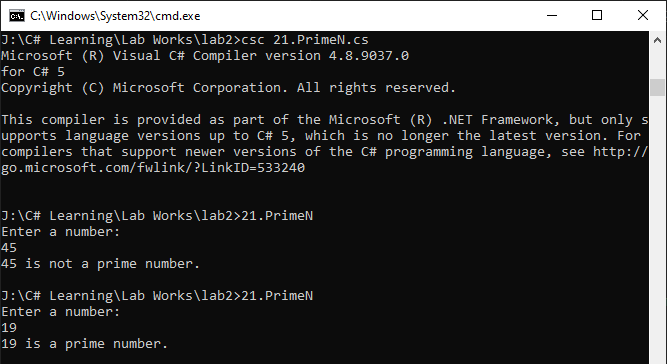 C:\Windows\System32\cmd.exe
J:\C# Learning\Lab Works\lab2>csc 21.PrimeN.cs
Microsoft (R) Visual C# Compiler version 4.8.9037.0
for C# 5
Copyright (C) Microsoft Corporation. All rights reserved.
This compiler is provided as part of the Microsoft (R) .NET Framework, but only s
upports language versions up to C# 5, which is no longer the latest version. For
compilers that support newer versions of the C# programming language, see http://
go.microsoft.com/fwlink/?LinkID=533240
J:\C# Learning\Lab Works\lab2>21.PrimeN
Enter a number:
45
45 is not a prime number.
J:\C# Learning\Lab Works\lab2>21.PrimeN
Enter a number:
19
19 is a prime number.